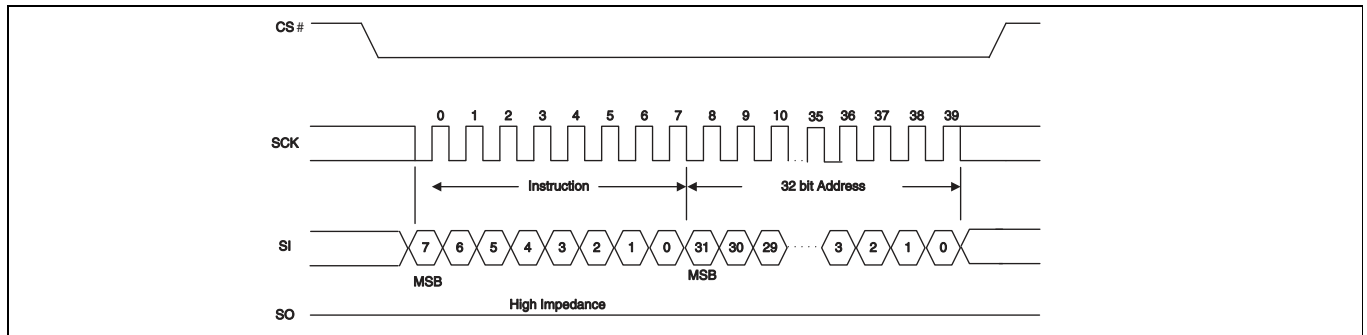 CS #
0 1 2 3 4 5 6 7 8 9 10 35 36 37 38 39
SCK
Instruction 32 bit Address
SI 7 6 5 4 3 2 1 0 31 30 29 3 2 1 0
MSB MSB
High Impedance
SO